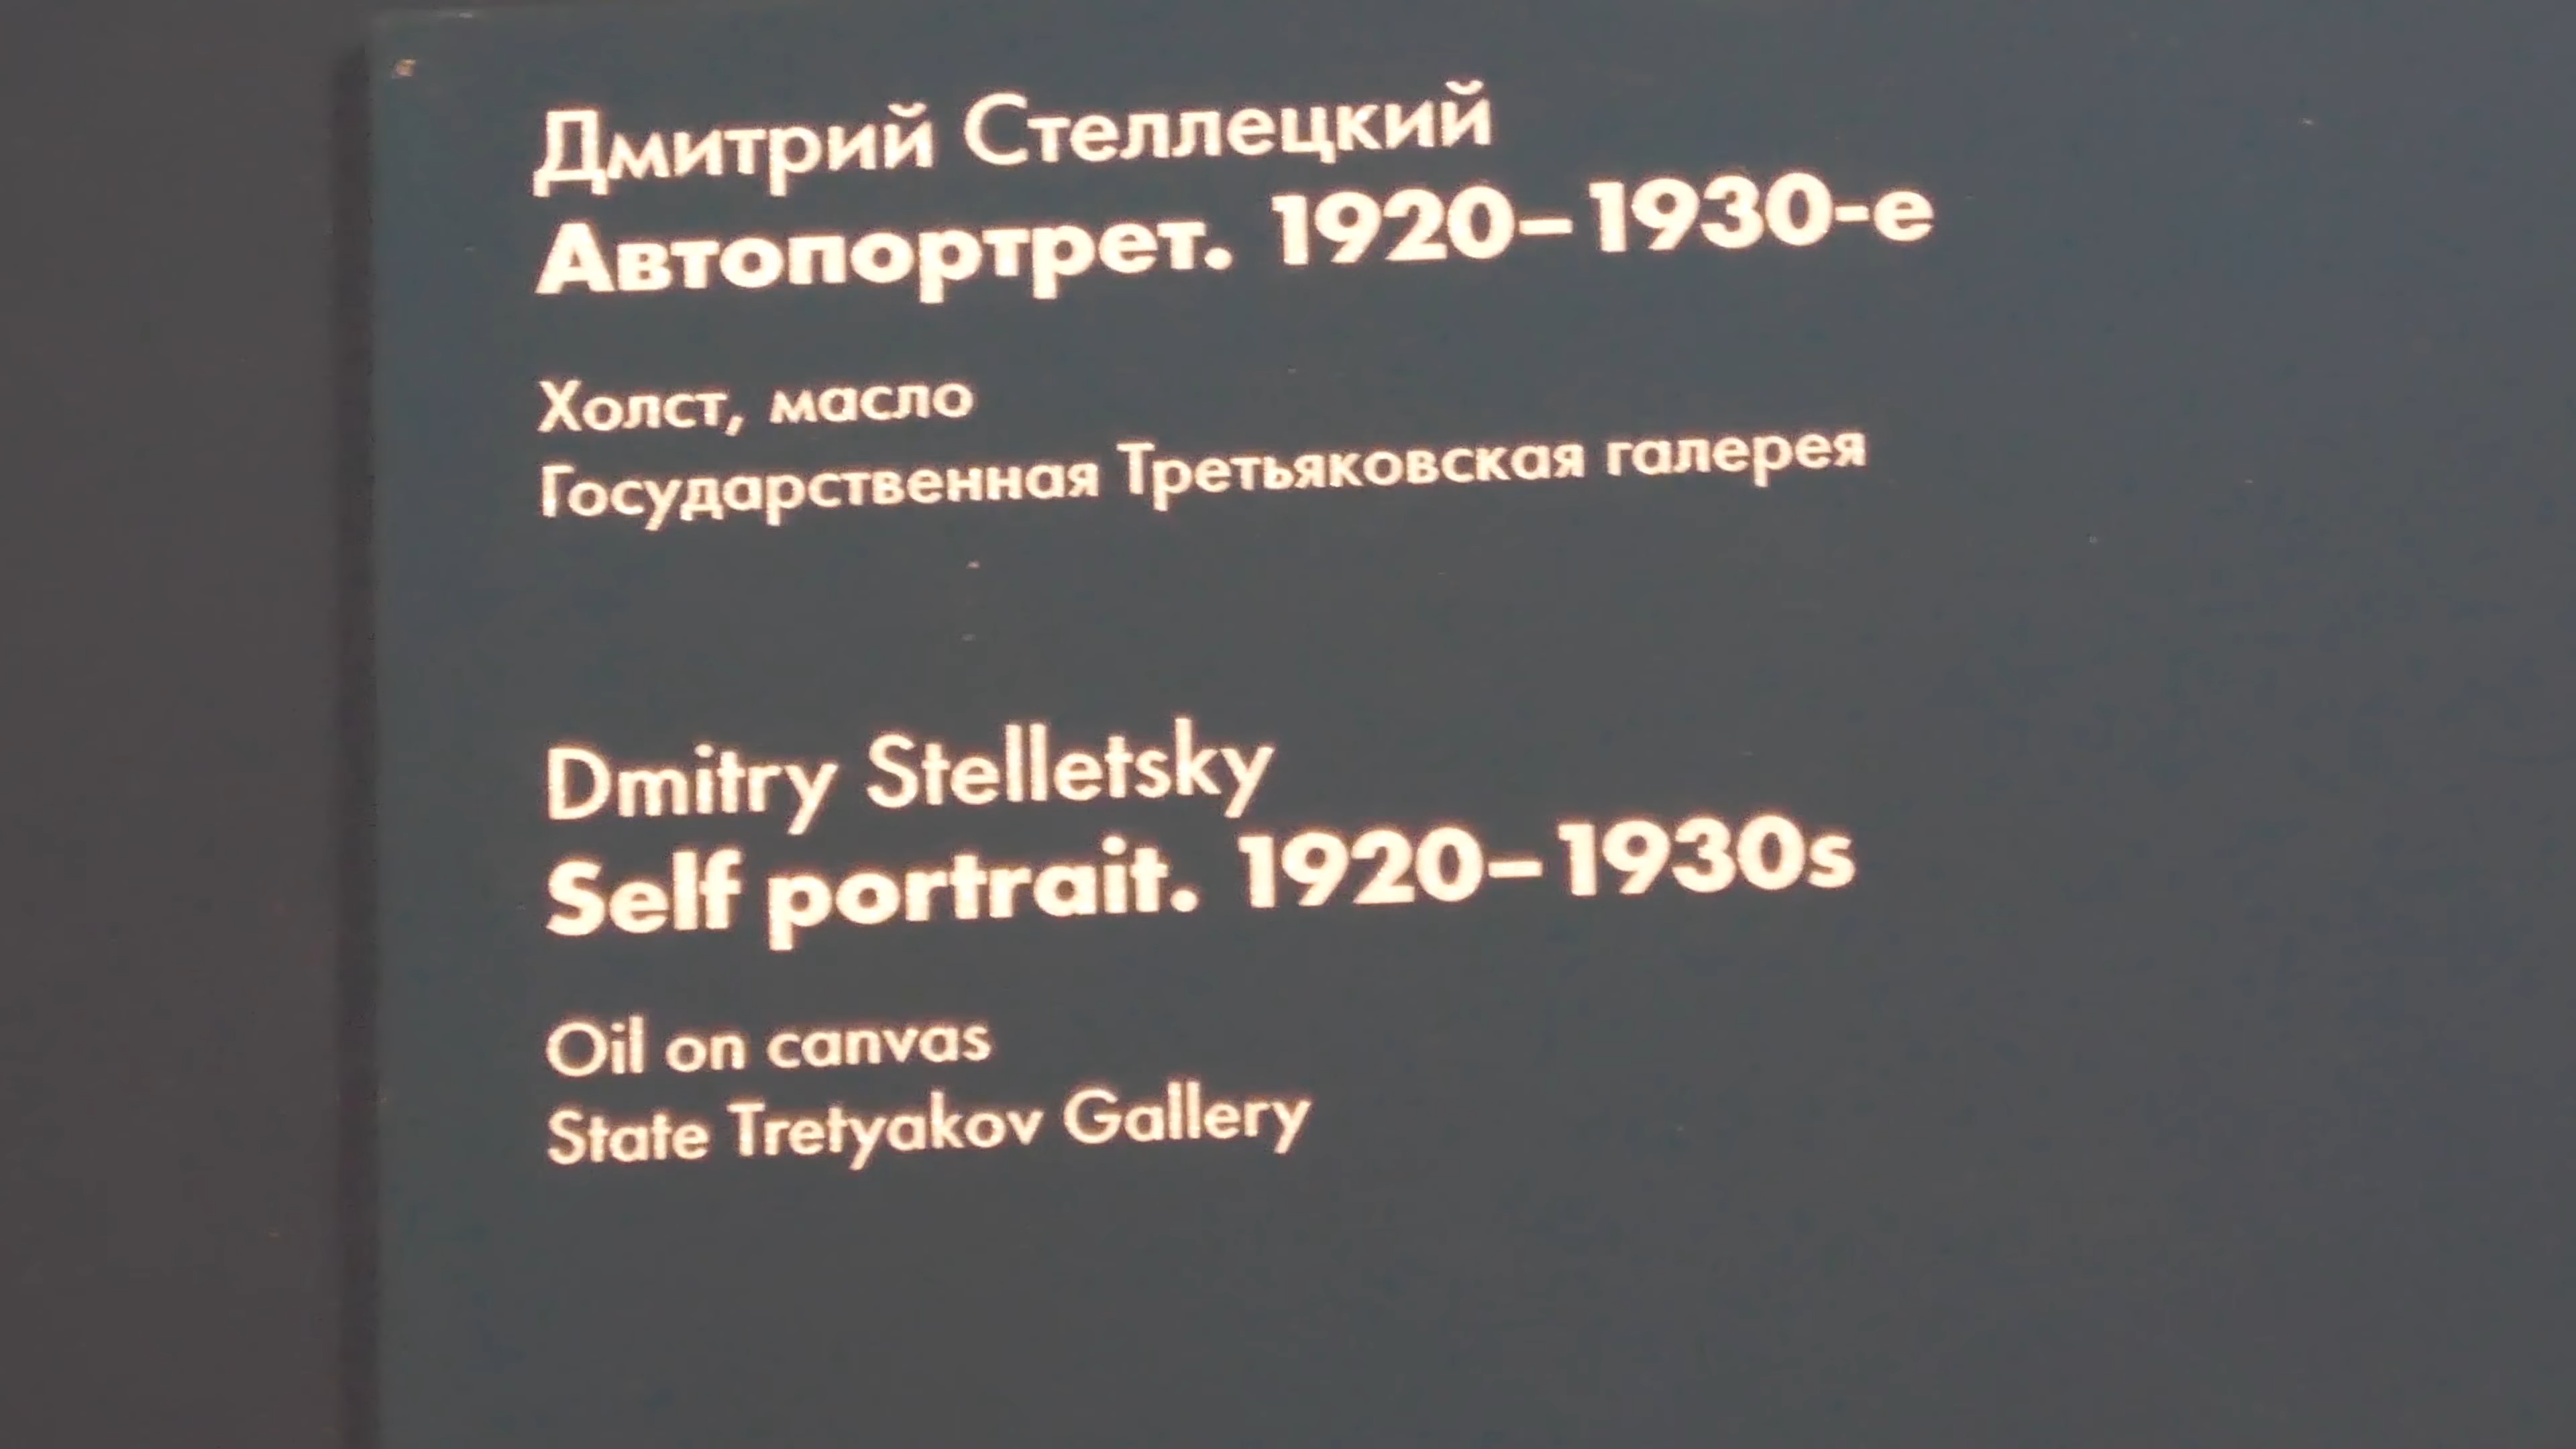 Дмитрий Стеллецкий
Автопортрет. 1920–1930-е
Холст, масло
Государственная Третьяковская галерея
Dmitry Stelletsky
Self portrait. 1920–1930s
Oil on canvas
State Tretyakov Gallery